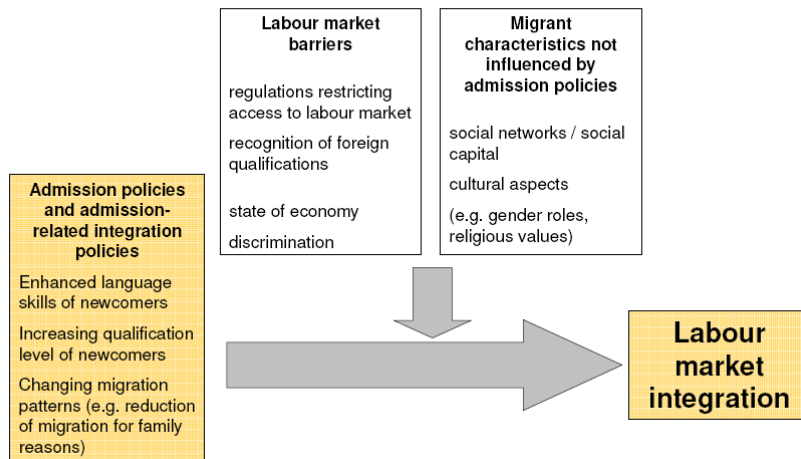 Labour market
barriers
regulations restricting
access to labour market
recognition of foreign
qualifications
state of economy
discrimination
Migrant
characteristics not
influenced by
admission policies
social networks / social
capital
cultural aspects
(e.g. gender roles,
religious values)
Admission policies
and admission-
related integration
policies
Enhanced language
skills of newcomers
Increasing qualification
level of newcomers
Changing migration
patterns (e.g. reduction
of migration for family
reasons)
Labour
market
integration